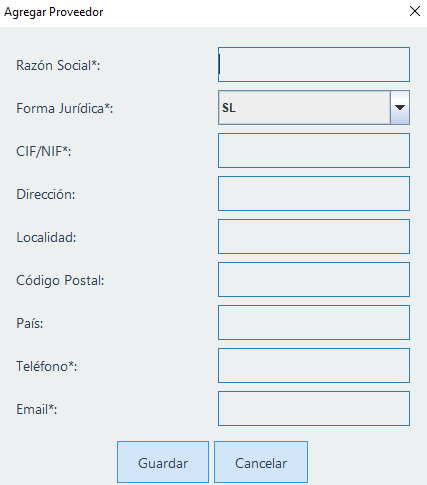 Agregar Proveedor
Razón Social*:
Forma Jurídica*: SL
CIF/NIF*:
Dirección:
Localidad:
Código Postal:
País:
Teléfono*:
Email*:
Guardar Cancelar